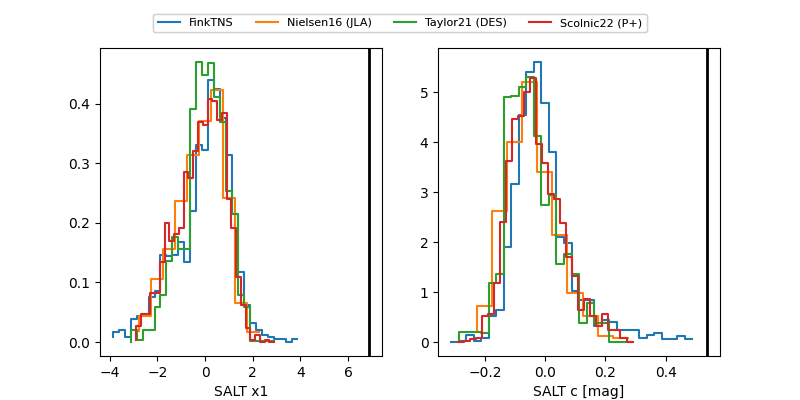 FinkTNS Nielsen16 (JLA) Taylor21 (DES) Scolnic22 (P+)
0.4
0.3
0.2
0.1
0.0
−4 −2 0 2 4 6
SALT x1
5
4
3
2
1
0
−0.2 0.0 0.2 0.4
SALT c [mag]